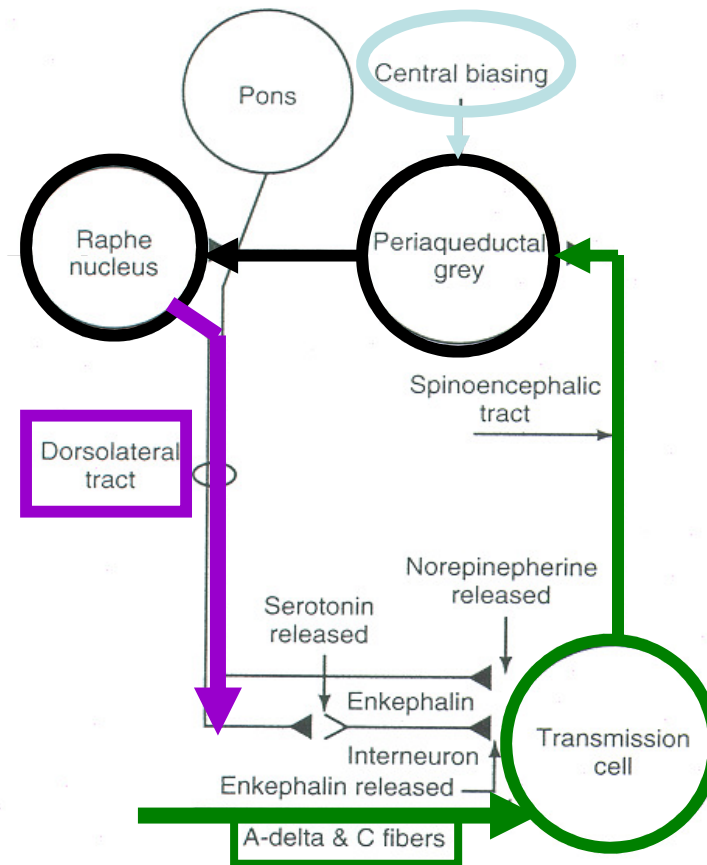 Central biasing
Pons
Raphe
nucleus
Periaqueductal
grey
Spinoencephalic
tract
Dorsolateral
tract
Norepinepherine
released
Serotonin
released
Enkephalin
Interneuron
Enkephalin released
Transmission
cell
A-delta & C fibers